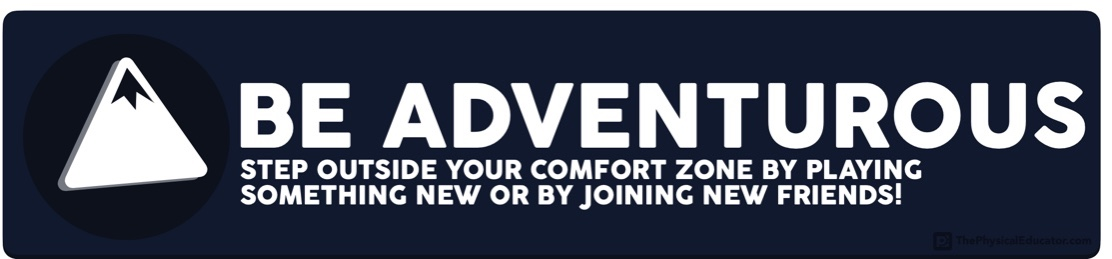 BE ADVENTUROUS
STEP OUTSIDE YOUR COMFORT ZONE BY PLAYING
SOMETHING NEW OR BY JOINING NEW FRIENDS!
ThePhysicalEducator.com